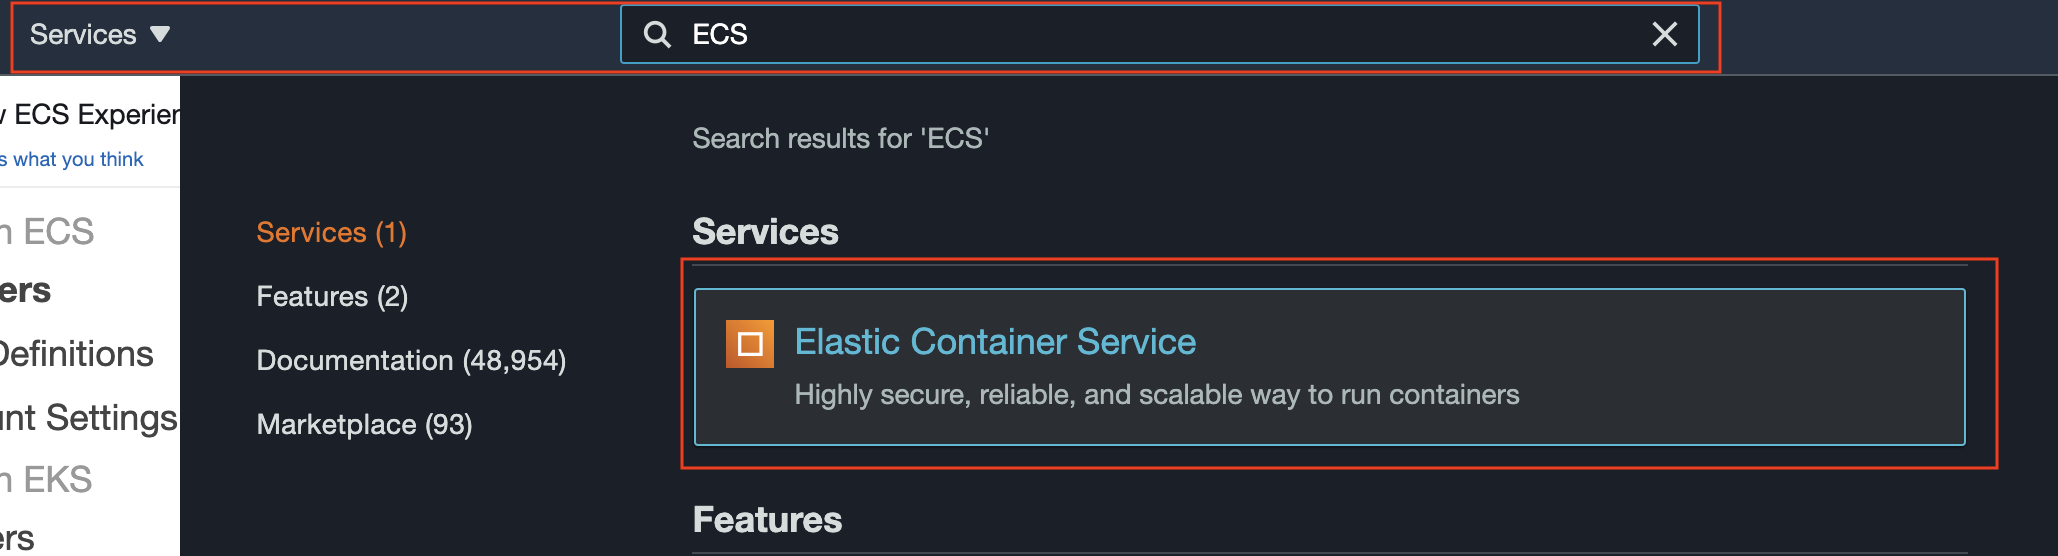 Services
ECS
ECS Experien
s what you think
ECS
ers
Definitions
nt Settings
EKS
ers
Search results for 'ECS'
Services (1)
Features (2)
Documentation (48,954)
Marketplace (93)
Services
Elastic Container Service
Highly secure, reliable, and scalable way to run containers
Features